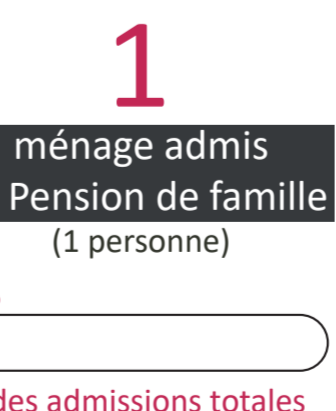 1
ménage admis
Pension de famille
(1 personne)
des admissions totales